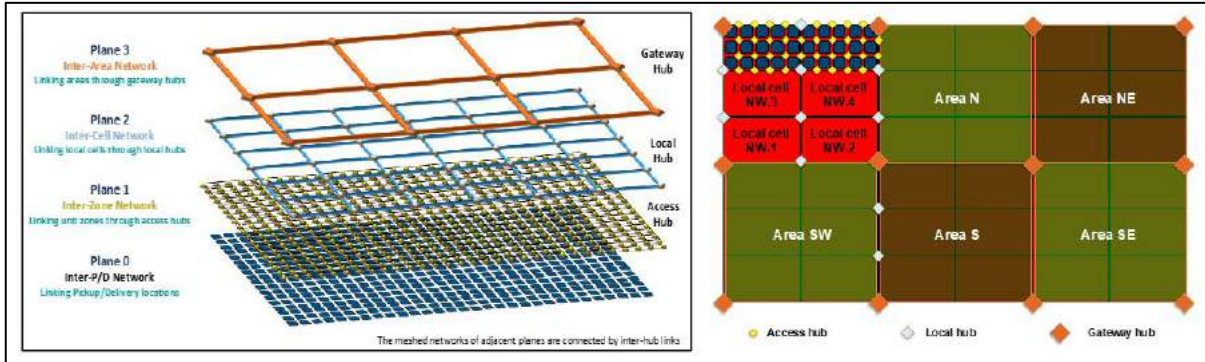 Plane 3
Inter-Area Network
Linking areas through gateway hubs
Plane 2
Inter-Cell Network
Linking local cells through local hubs
Plane 1
Inter-Zone Network
Linking unit zones through access hubs
Plane 0
Inter-P/D Network
Linking Pickup/Delivery locations
Gateway
Hub
Local
Hub
Access
Hub
The meshed networks of adjacent planes are connected by inter-hub links
Local cell
NW.3
Local cell
NW.4
Local cell
NW.1
Local cell
NW.2
Area N
Area NE
Area SW
Area S
Area SE
Access hub
Local hub
Gateway hub